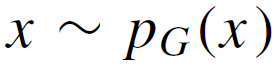 x ∼ p_G(x)